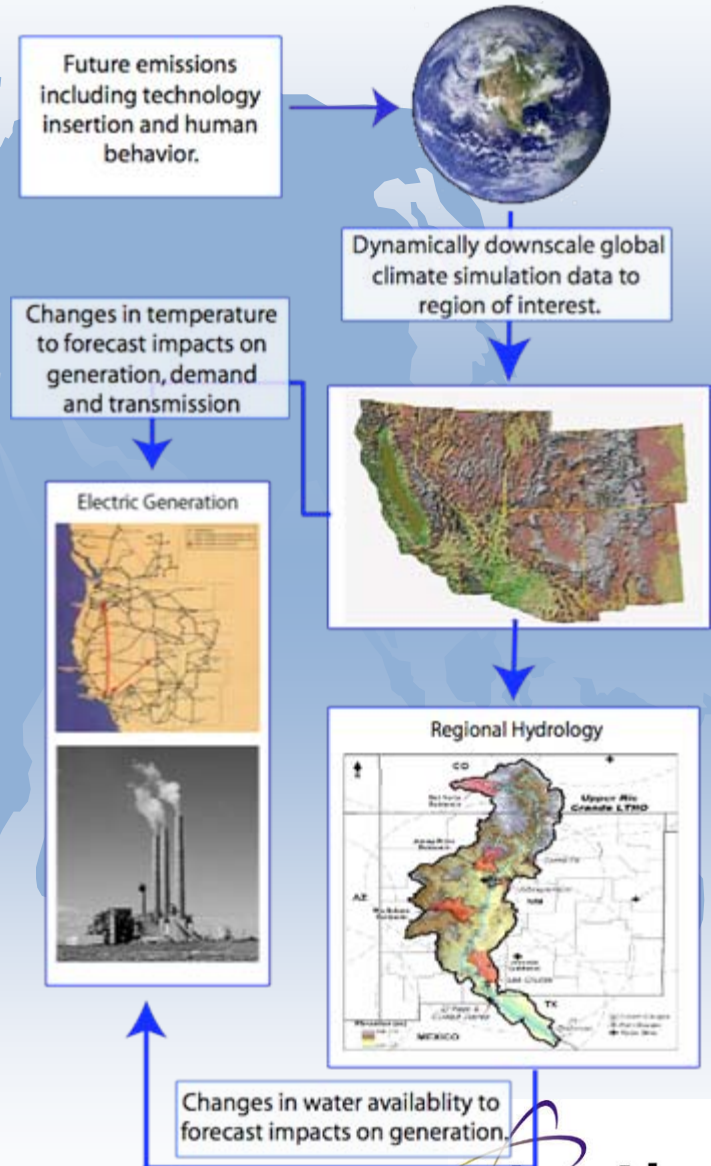 Future emissions
including technology
insertion and human
behavior.
Dynamically downscale global
climate simulation data to
region of interest.
Changes in temperature
to forecast impacts on
generation, demand
and transmission
Electric Generation
Regional Hydrology
CO
Upper Rio
Grande LTMO
AZ
NM
TX
MEXICO
Changes in water availablity to
forecast impacts on generation.